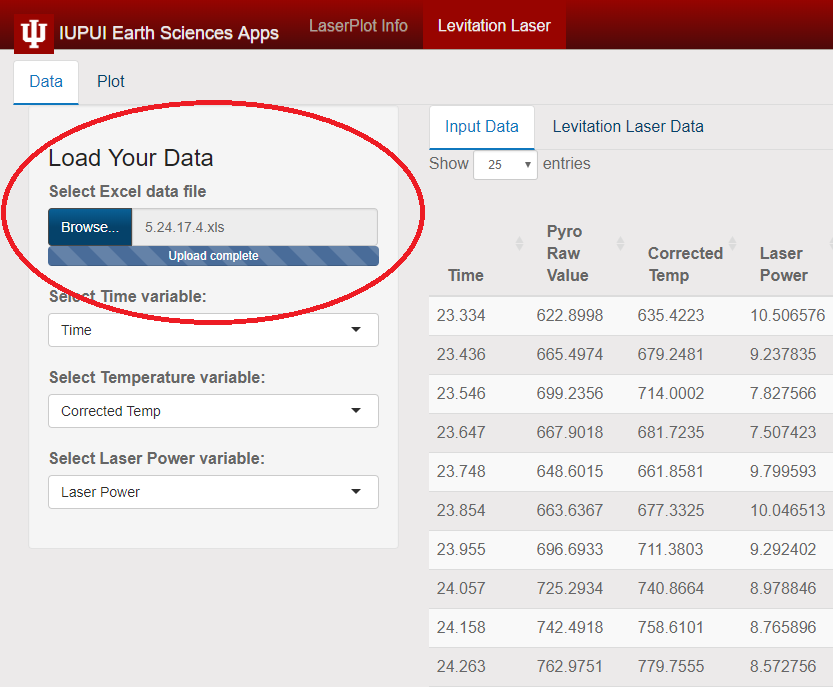 IUPUI Earth Sciences Apps LaserPlot Info Levitation Laser
Data Plot
Load Your Data
Select Excel data file
Browse... 5.24.17.4.xls
Upload complete
Select Time variable:
Time
Select Temperature variable:
Corrected Temp
Select Laser Power variable:
Laser Power
Input Data Levitation Laser Data
Show 25 entries
Time Pyro Raw Value Corrected Temp Laser Power
23.334 622.8998 635.4223 10.506576
23.436 665.4974 679.2481 9.237835
23.546 699.2356 714.0002 7.827566
23.647 667.9018 681.7235 7.507423
23.748 648.6015 661.8581 9.799593
23.854 663.6367 677.3325 10.046513
23.955 696.6933 711.3803 9.292402
24.057 725.2934 740.8664 8.978846
24.158 742.4918 758.6101 8.765896
24.263 762.9751 779.7555 8.572756